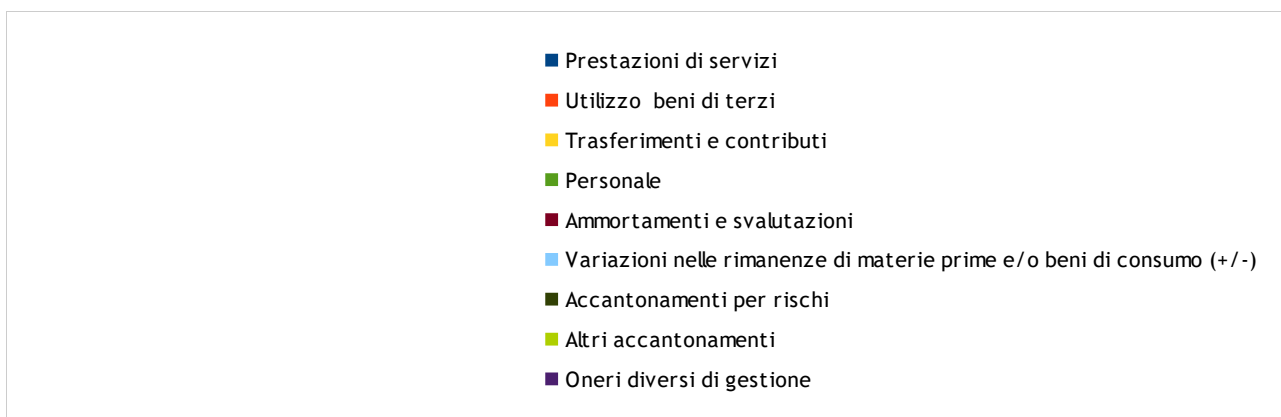 Prestazioni di servizi
Utilizzo beni di terzi
Trasferimenti e contributi
Personale
Ammortamenti e svalutazioni
Variazioni nelle rimanenze di materie prime e/o beni di consumo (+/-)
Accantonamenti per rischi
Altri accantonamenti
Oneri diversi di gestione